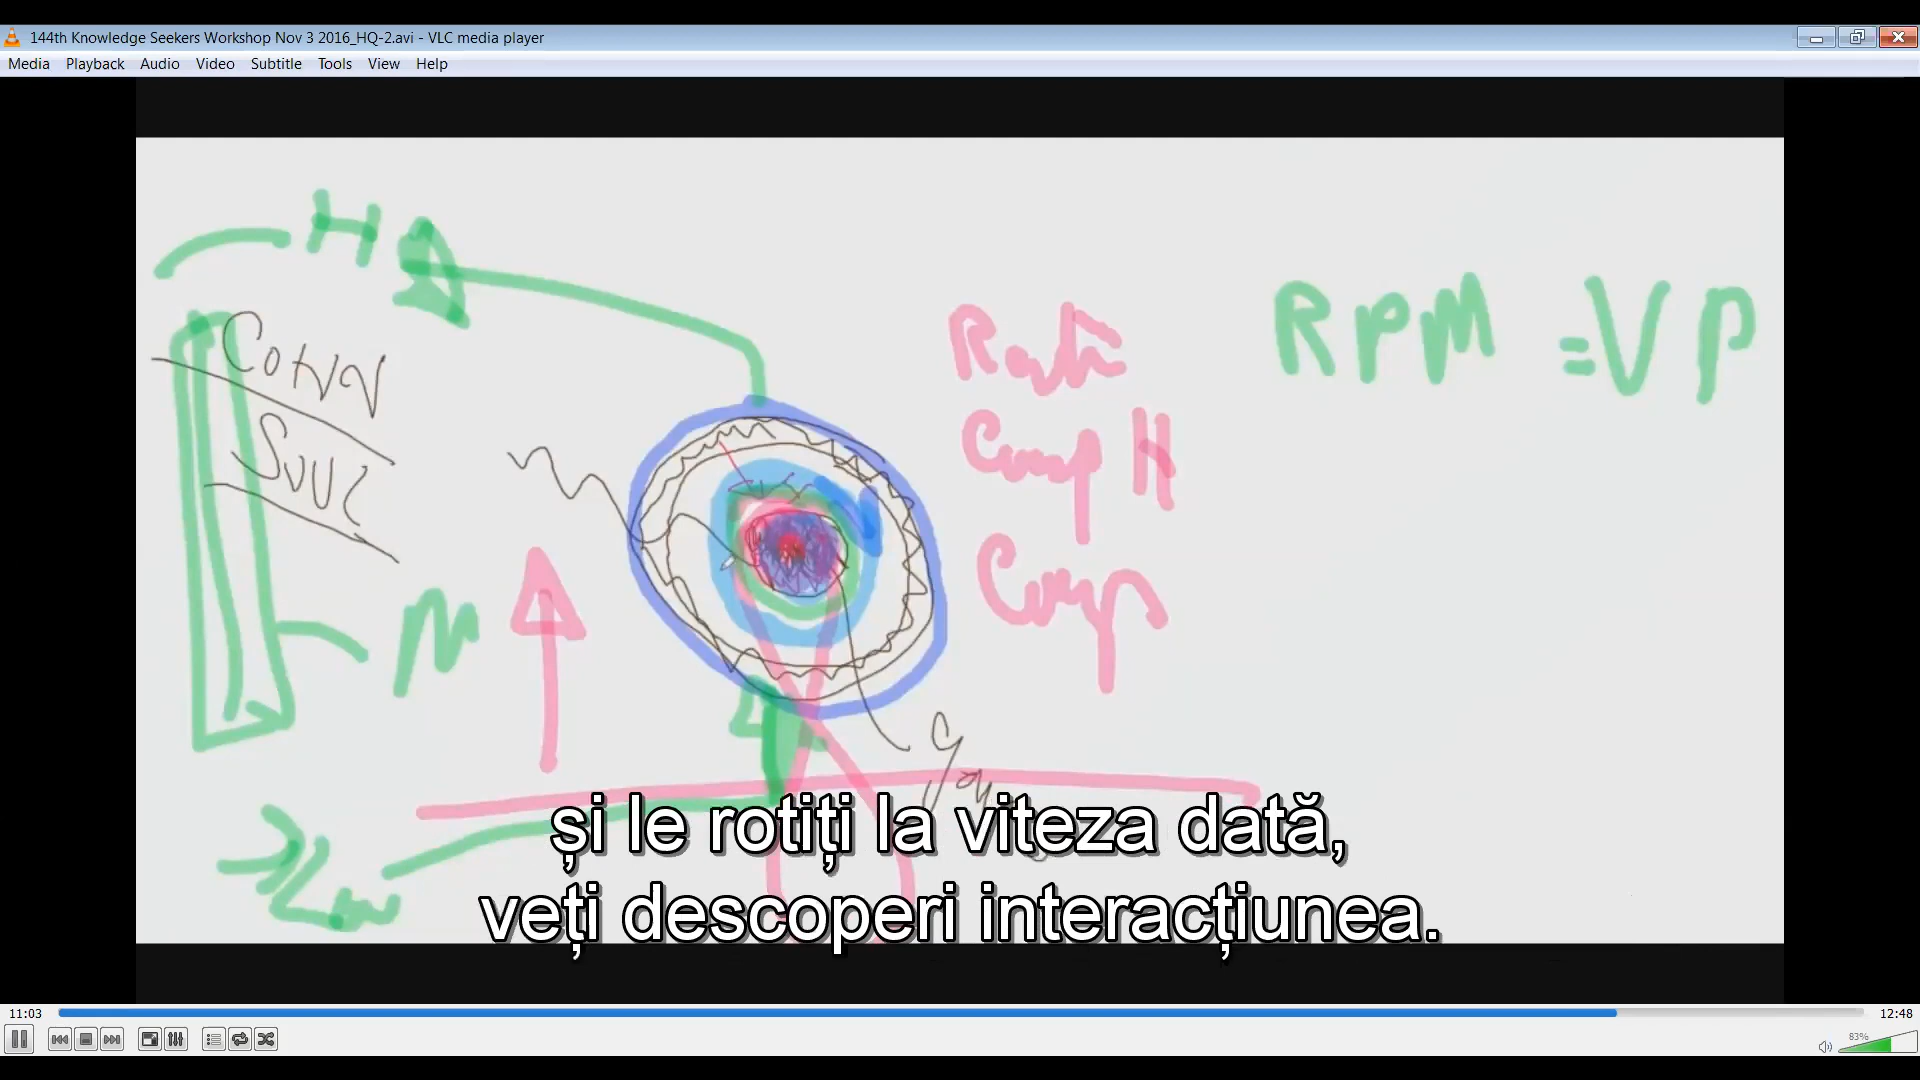 144th Knowledge Seekers Workshop Nov 3 2016_HQ-2.avi - VLC media player
Media Playback Audio Video Subtitle Tools View Help
H
RPM = VP
Comp H
M
și le rotiți la viteza dată,
veți descoperi interacțiunea.
11:03
12:48
83%